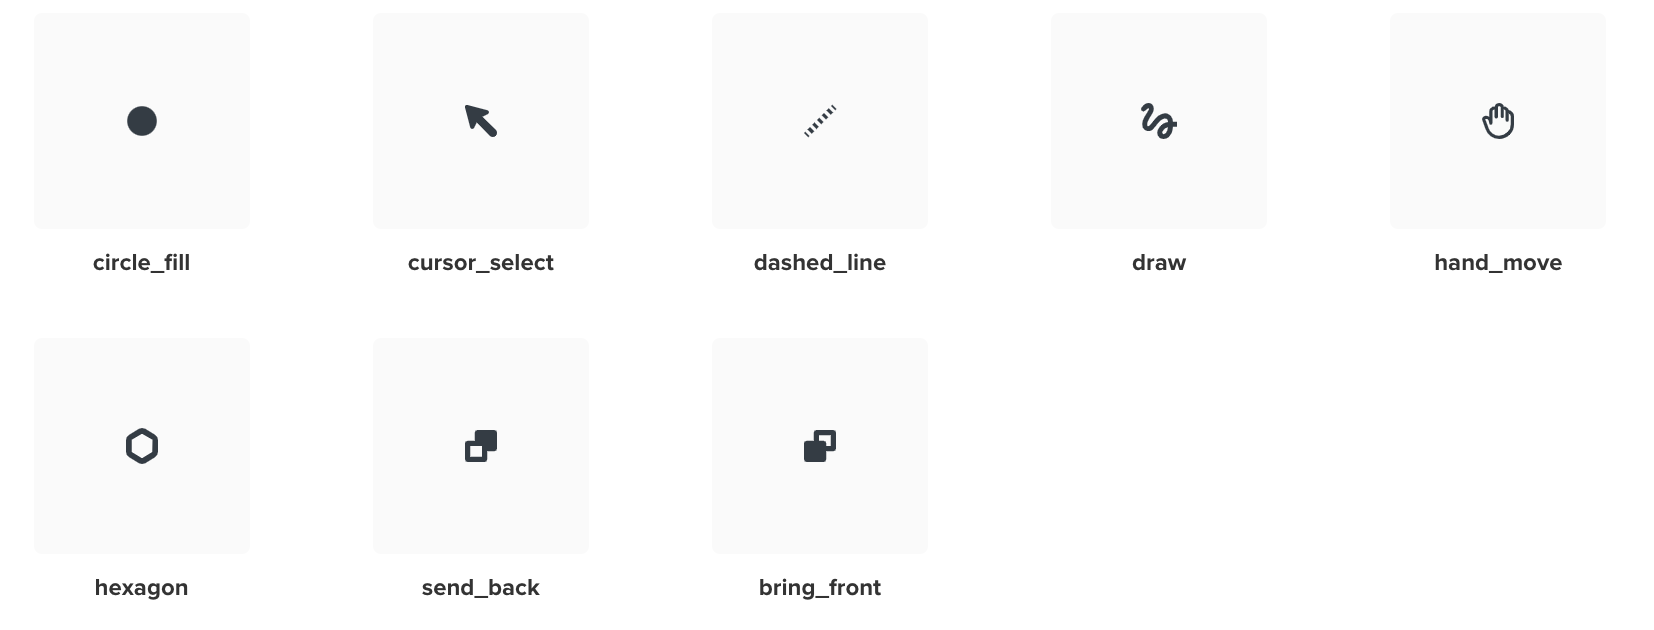 circle_fill
cursor_select
dashed_line
draw
hand_move
hexagon
send_back
bring_front